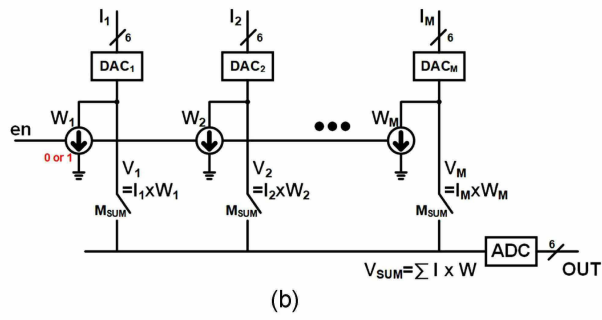 I1 I2 IM
6 6 6
DAC1 DAC2 DACM
W1 W2 WM
en
0 or 1
V1 V2 VM
=I1xW1 =I2xW2 =IMxWM
MSUM MSUM MSUM
ADC 6
VSUM=∑ I x W OUT
(b)